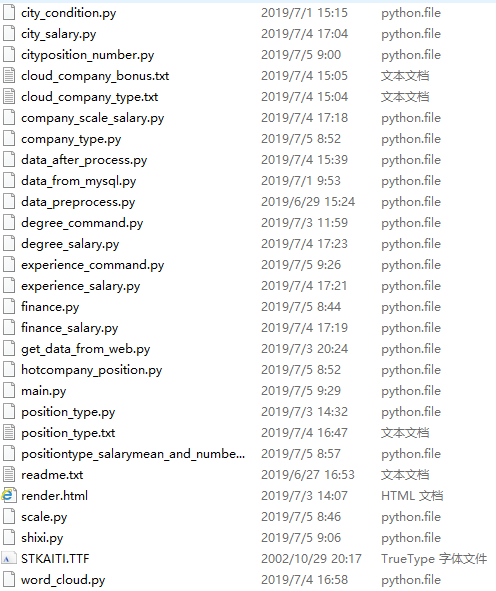 city_condition.py 2019/7/1 15:15 python.file
city_salary.py 2019/7/4 17:04 python.file
cityposition_number.py 2019/7/5 9:00 python.file
cloud_company_bonus.txt 2019/7/4 15:05 文本文档
cloud_company_type.txt 2019/7/4 15:04 文本文档
company_scale_salary.py 2019/7/4 17:18 python.file
company_type.py 2019/7/5 8:52 python.file
data_after_process.py 2019/7/4 15:39 python.file
data_from_mysql.py 2019/7/1 9:53 python.file
data_preprocess.py 2019/6/29 15:24 python.file
degree_command.py 2019/7/3 11:59 python.file
degree_salary.py 2019/7/4 17:23 python.file
experience_command.py 2019/7/5 9:26 python.file
experience_salary.py 2019/7/4 17:21 python.file
finance.py 2019/7/5 8:44 python.file
finance_salary.py 2019/7/4 17:19 python.file
get_data_from_web.py 2019/7/3 20:24 python.file
hotcompany_position.py 2019/7/5 8:52 python.file
main.py 2019/7/5 9:29 python.file
position_type.py 2019/7/3 14:32 python.file
position_type.txt 2019/7/4 16:47 文本文档
positiontype_salarymean_and_numbe... 2019/7/5 8:57 python.file
readme.txt 2019/6/27 16:53 文本文档
render.html 2019/7/3 14:07 HTML 文档
scale.py 2019/7/5 8:46 python.file
shixi.py 2019/7/5 9:06 python.file
STKAITI.TTF 2002/10/29 20:17 TrueType 字体文件
word_cloud.py 2019/7/4 16:58 python.file